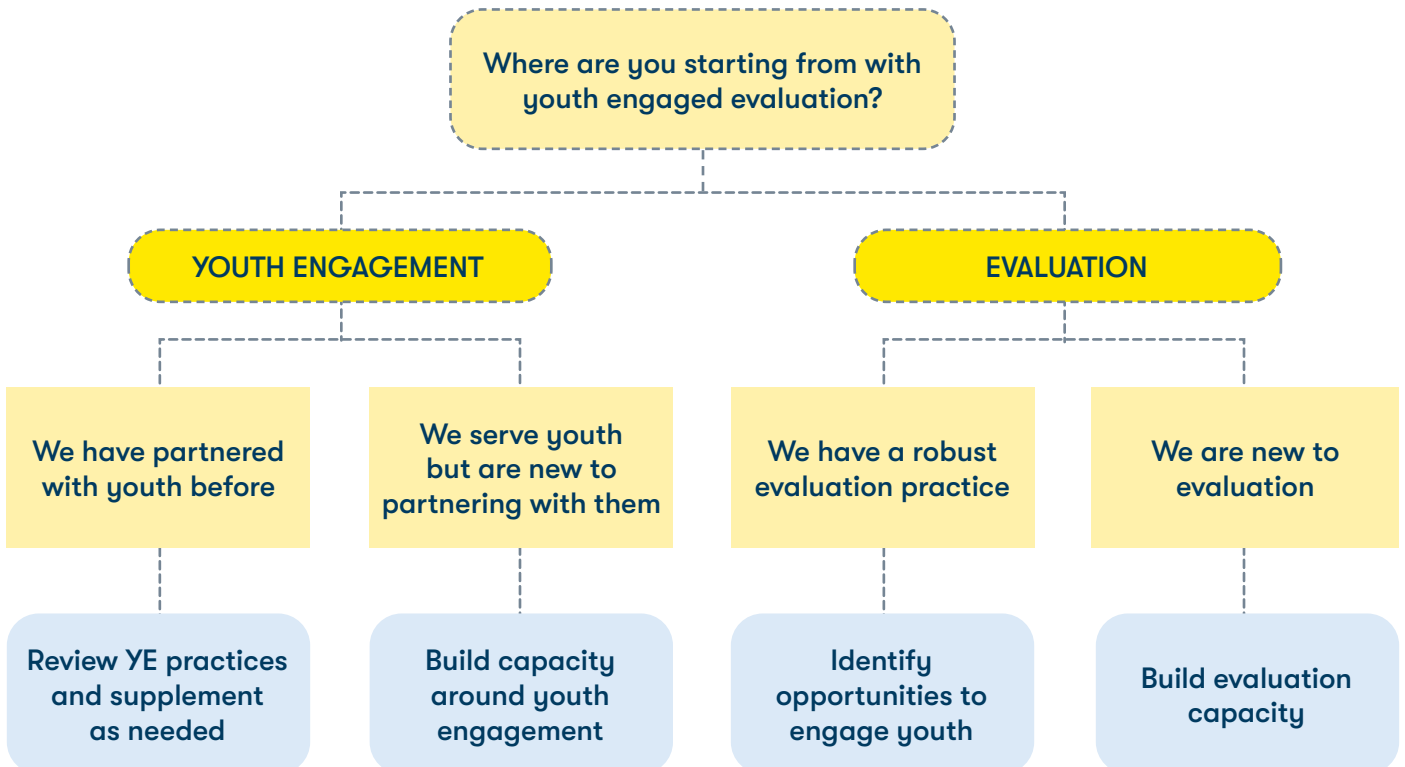 Where are you starting from with
youth engaged evaluation?
YOUTH ENGAGEMENT
EVALUATION
We have partnered
with youth before
We serve youth
but are new to
partnering with them
We have a robust
evaluation practice
We are new to
evaluation
Review YE practices
and supplement
as needed
Build capacity
around youth
engagement
Identify
opportunities to
engage youth
Build evaluation
capacity